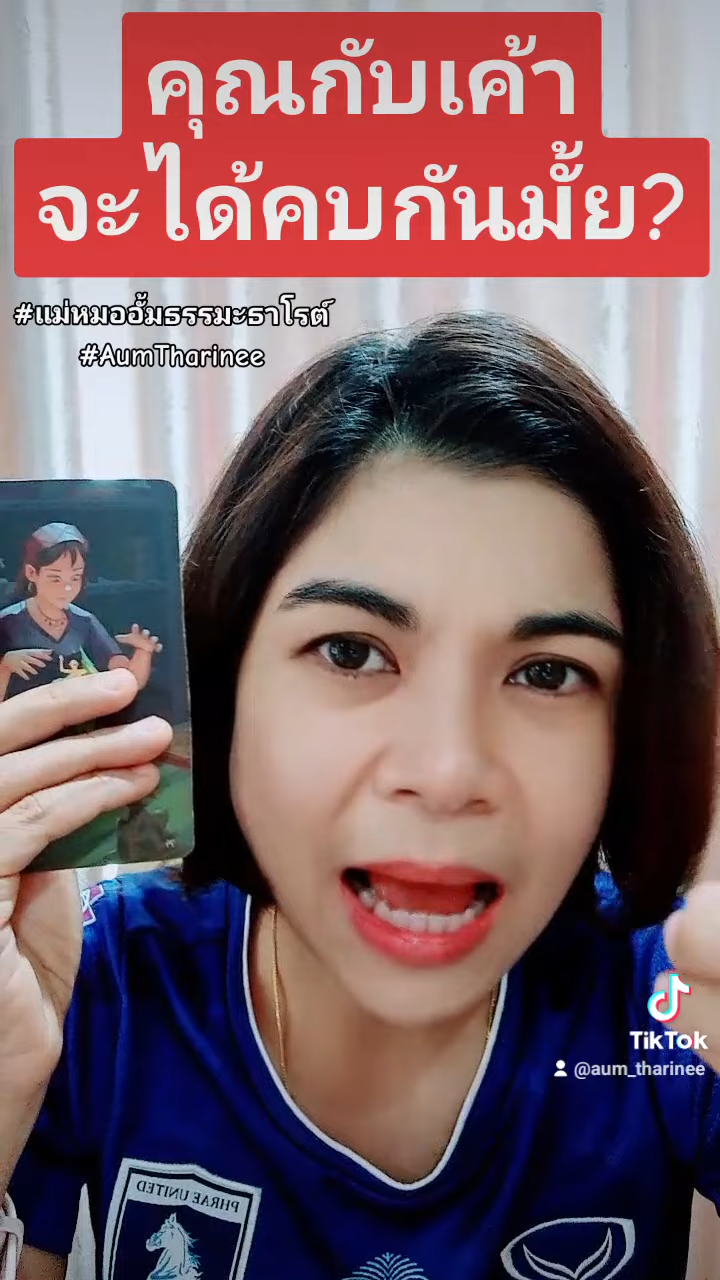 คุณกับเค้า
จะได้คบกันมั้ย?
#แม่หมออั้มธรรมะธาโรต์
#AumTharinee
TikTok
@aum_tharinee
PHRAE UNITED